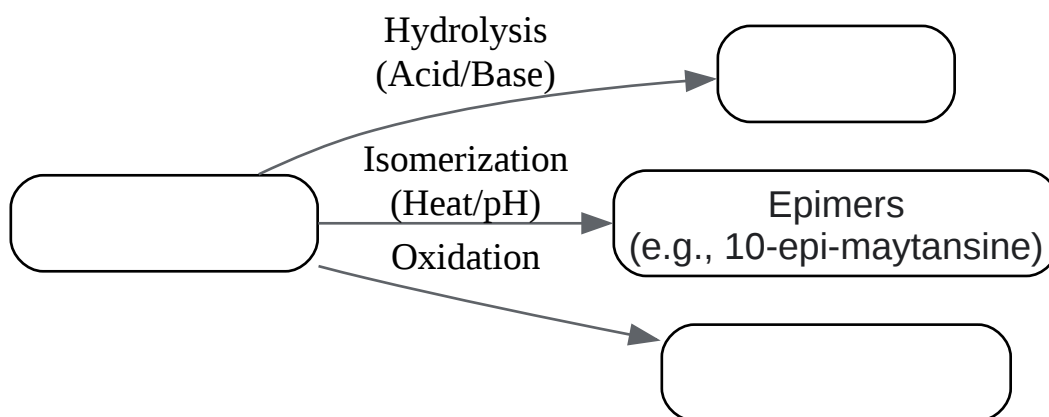 Hydrolysis
(Acid/Base)
Isomerization
(Heat/pH)
Epimers
(e.g., 10-epi-maytansine)
Oxidation